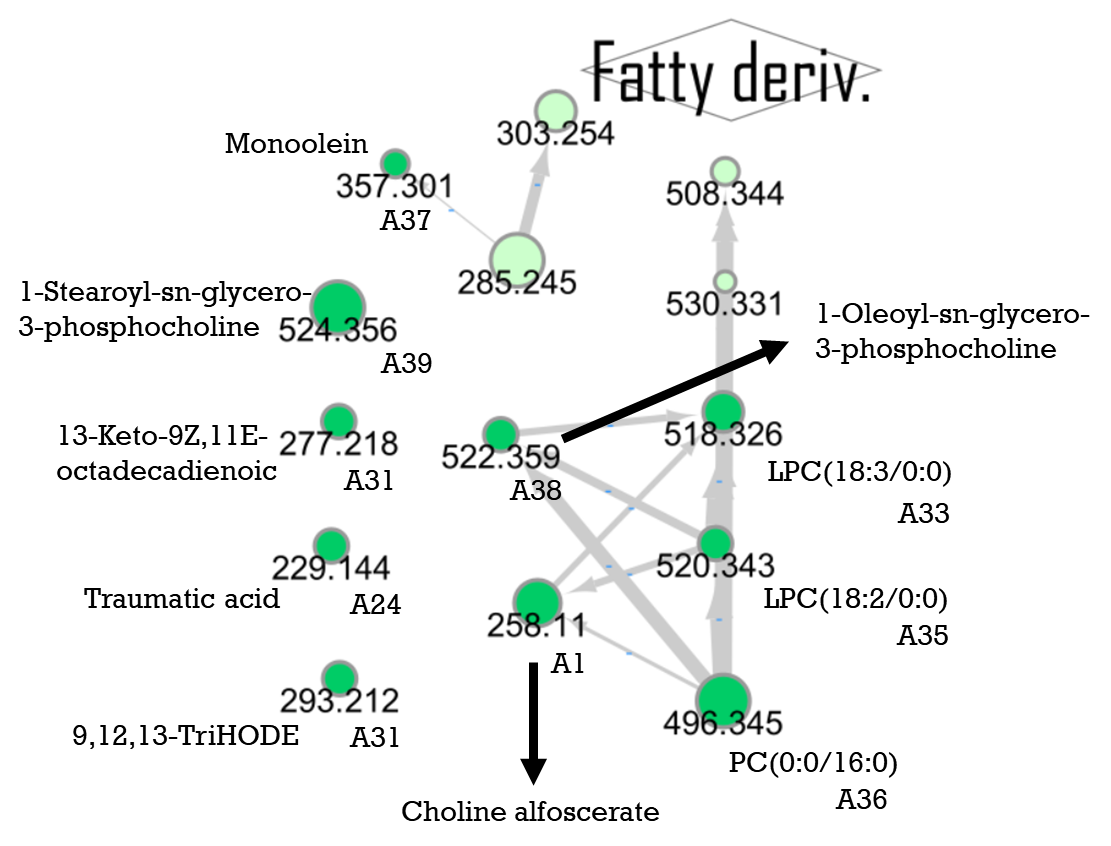 Fatty deriv.
303.254
Monoolein
357.301
A37
508.344
285.245
1-Stearoyl-sn-glycero-
3-phosphocholine
524.356
A39
530.331
1-Oleoyl-sn-glycero-
3-phosphocholine
13-Keto-9Z,11E-
octadecadienoic
277.218
A31
522.359
A38
518.326
LPC(18:3/0:0)
A33
229.144
Traumatic acid
A24
520.343
LPC(18:2/0:0)
A35
258.11
A1
293.212
9,12,13-TriHODE
A31
496.345
PC(0:0/16:0)
A36
Choline alfoscerate